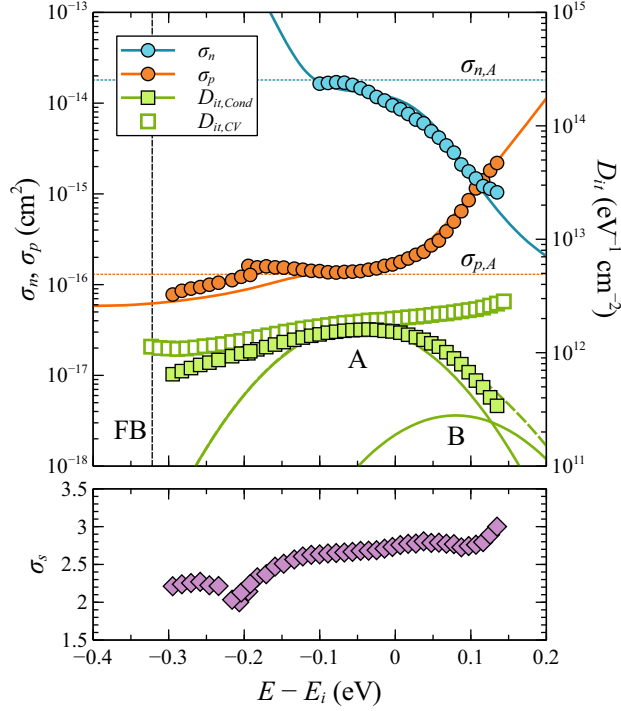 10⁻¹³
10⁻¹⁴
10⁻¹⁵
10⁻¹⁶
10⁻¹⁷
10⁻¹⁸
σn, σp (cm²)
σn
σp
Dit,Cond
Dit,CV
σn,A
σp,A
A
B
FB
10¹⁵
10¹⁴
10¹³
10¹²
10¹¹
Dit (eV⁻¹ cm⁻²)
3.5
3
2.5
2
1.5
σs
−0.4
−0.3
−0.2
−0.1
0
0.1
0.2
E − Ei (eV)